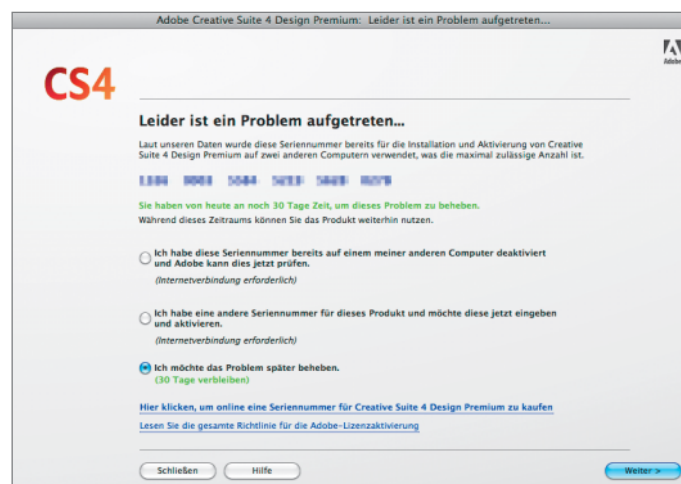 Adobe Creative Suite 4 Design Premium: Leider ist ein Problem aufgetreten...
Adobe
CS4
Leider ist ein Problem aufgetreten...
Laut unseren Daten wurde diese Seriennummer bereits für die Installation und Aktivierung von Creative
Suite 4 Design Premium auf zwei anderen Computern verwendet, was die maximal zulässige Anzahl ist.
Sie haben von heute an noch 30 Tage Zeit, um dieses Problem zu beheben.
Während dieses Zeitraums können Sie das Produkt weiterhin nutzen.
Ich habe diese Seriennummer bereits auf einem meiner anderen Computer deaktiviert
und Adobe kann dies jetzt prüfen.
(Internetverbindung erforderlich)
Ich habe eine andere Seriennummer für dieses Produkt und möchte diese jetzt eingeben
und aktivieren.
(Internetverbindung erforderlich)
Ich möchte das Problem später beheben.
(30 Tage verbleiben)
Hier klicken, um online eine Seriennummer für Creative Suite 4 Design Premium zu kaufen
Lesen Sie die gesamte Richtlinie für die Adobe-Lizenzaktivierung
Schließen Hilfe Weiter >